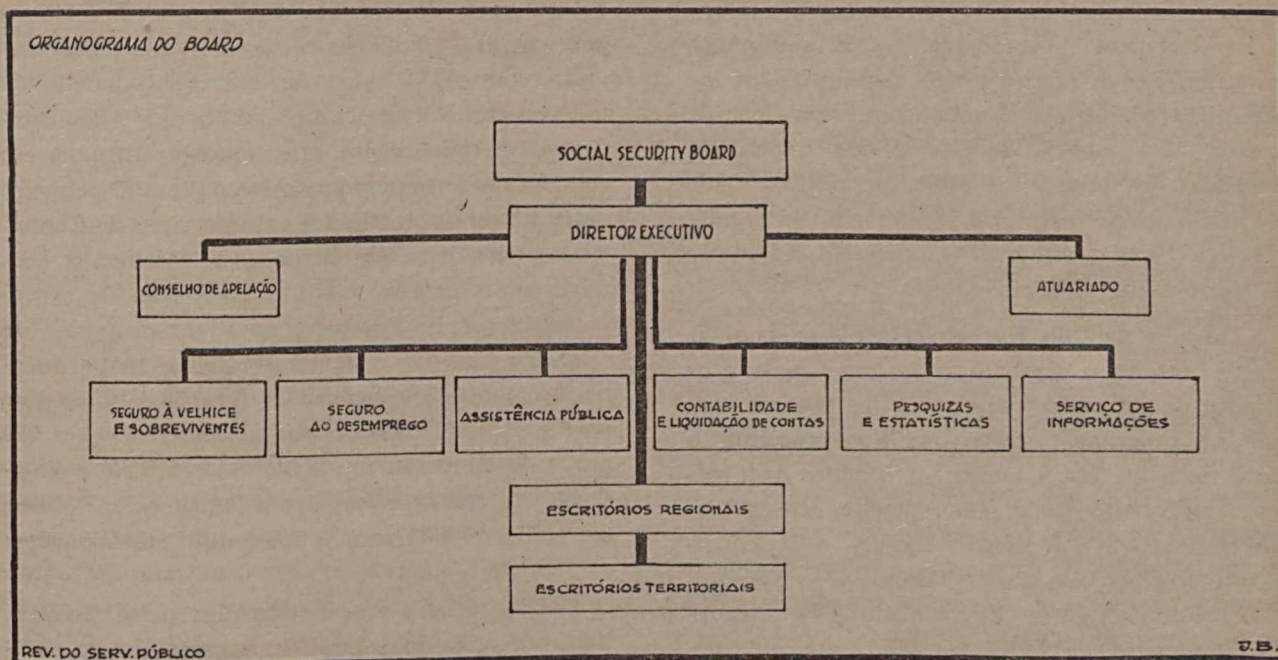 ORGANOGRAMA DO BOARD
SOCIAL SECURITY BOARD
DIRETOR EXECUTIVO
CONSELHO DE APELAÇÃO
ATUARIADO
SEGURO À VELHICE
E SOBREVIVENTES
SEGURO
AO DESEMPREGO
ASSISTÊNCIA PÚBLICA
CONTABILIDADE
E LIQUIDAÇÃO DE CONTAS
PESQUIZAS
E ESTATÍSTICAS
SERVIÇO DE
INFORMAÇÕES
ESCRITÓRIOS REGIONAIS
ESCRITÓRIOS TERRITORIAIS
REV. DO SERV. PÚBLICO
J.B.